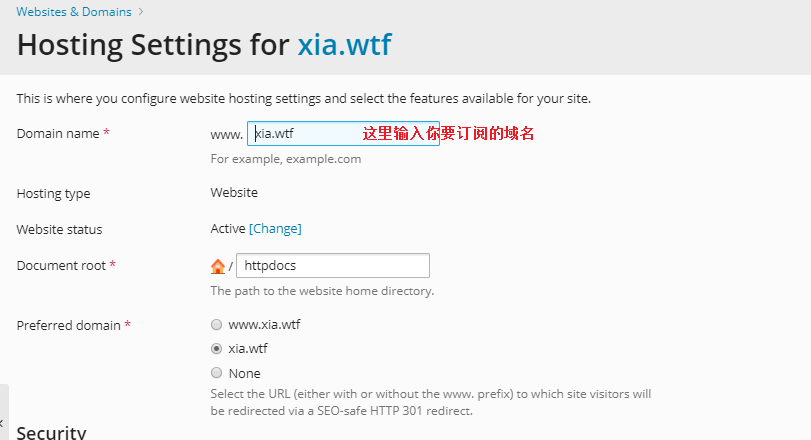 Websites & Domains >
Hosting Settings for xia.wtf
This is where you configure website hosting settings and select the features available for your site.
Domain name * www. xia.wtf 这里输入你要订阅的域名
For example, example.com
Hosting type Website
Website status Active [Change]
Document root * / httpdocs
The path to the website home directory.
Preferred domain * www.xia.wtf
xia.wtf
None
Select the URL (either with or without the www. prefix) to which site visitors will
be redirected via a SEO-safe HTTP 301 redirect.
Security